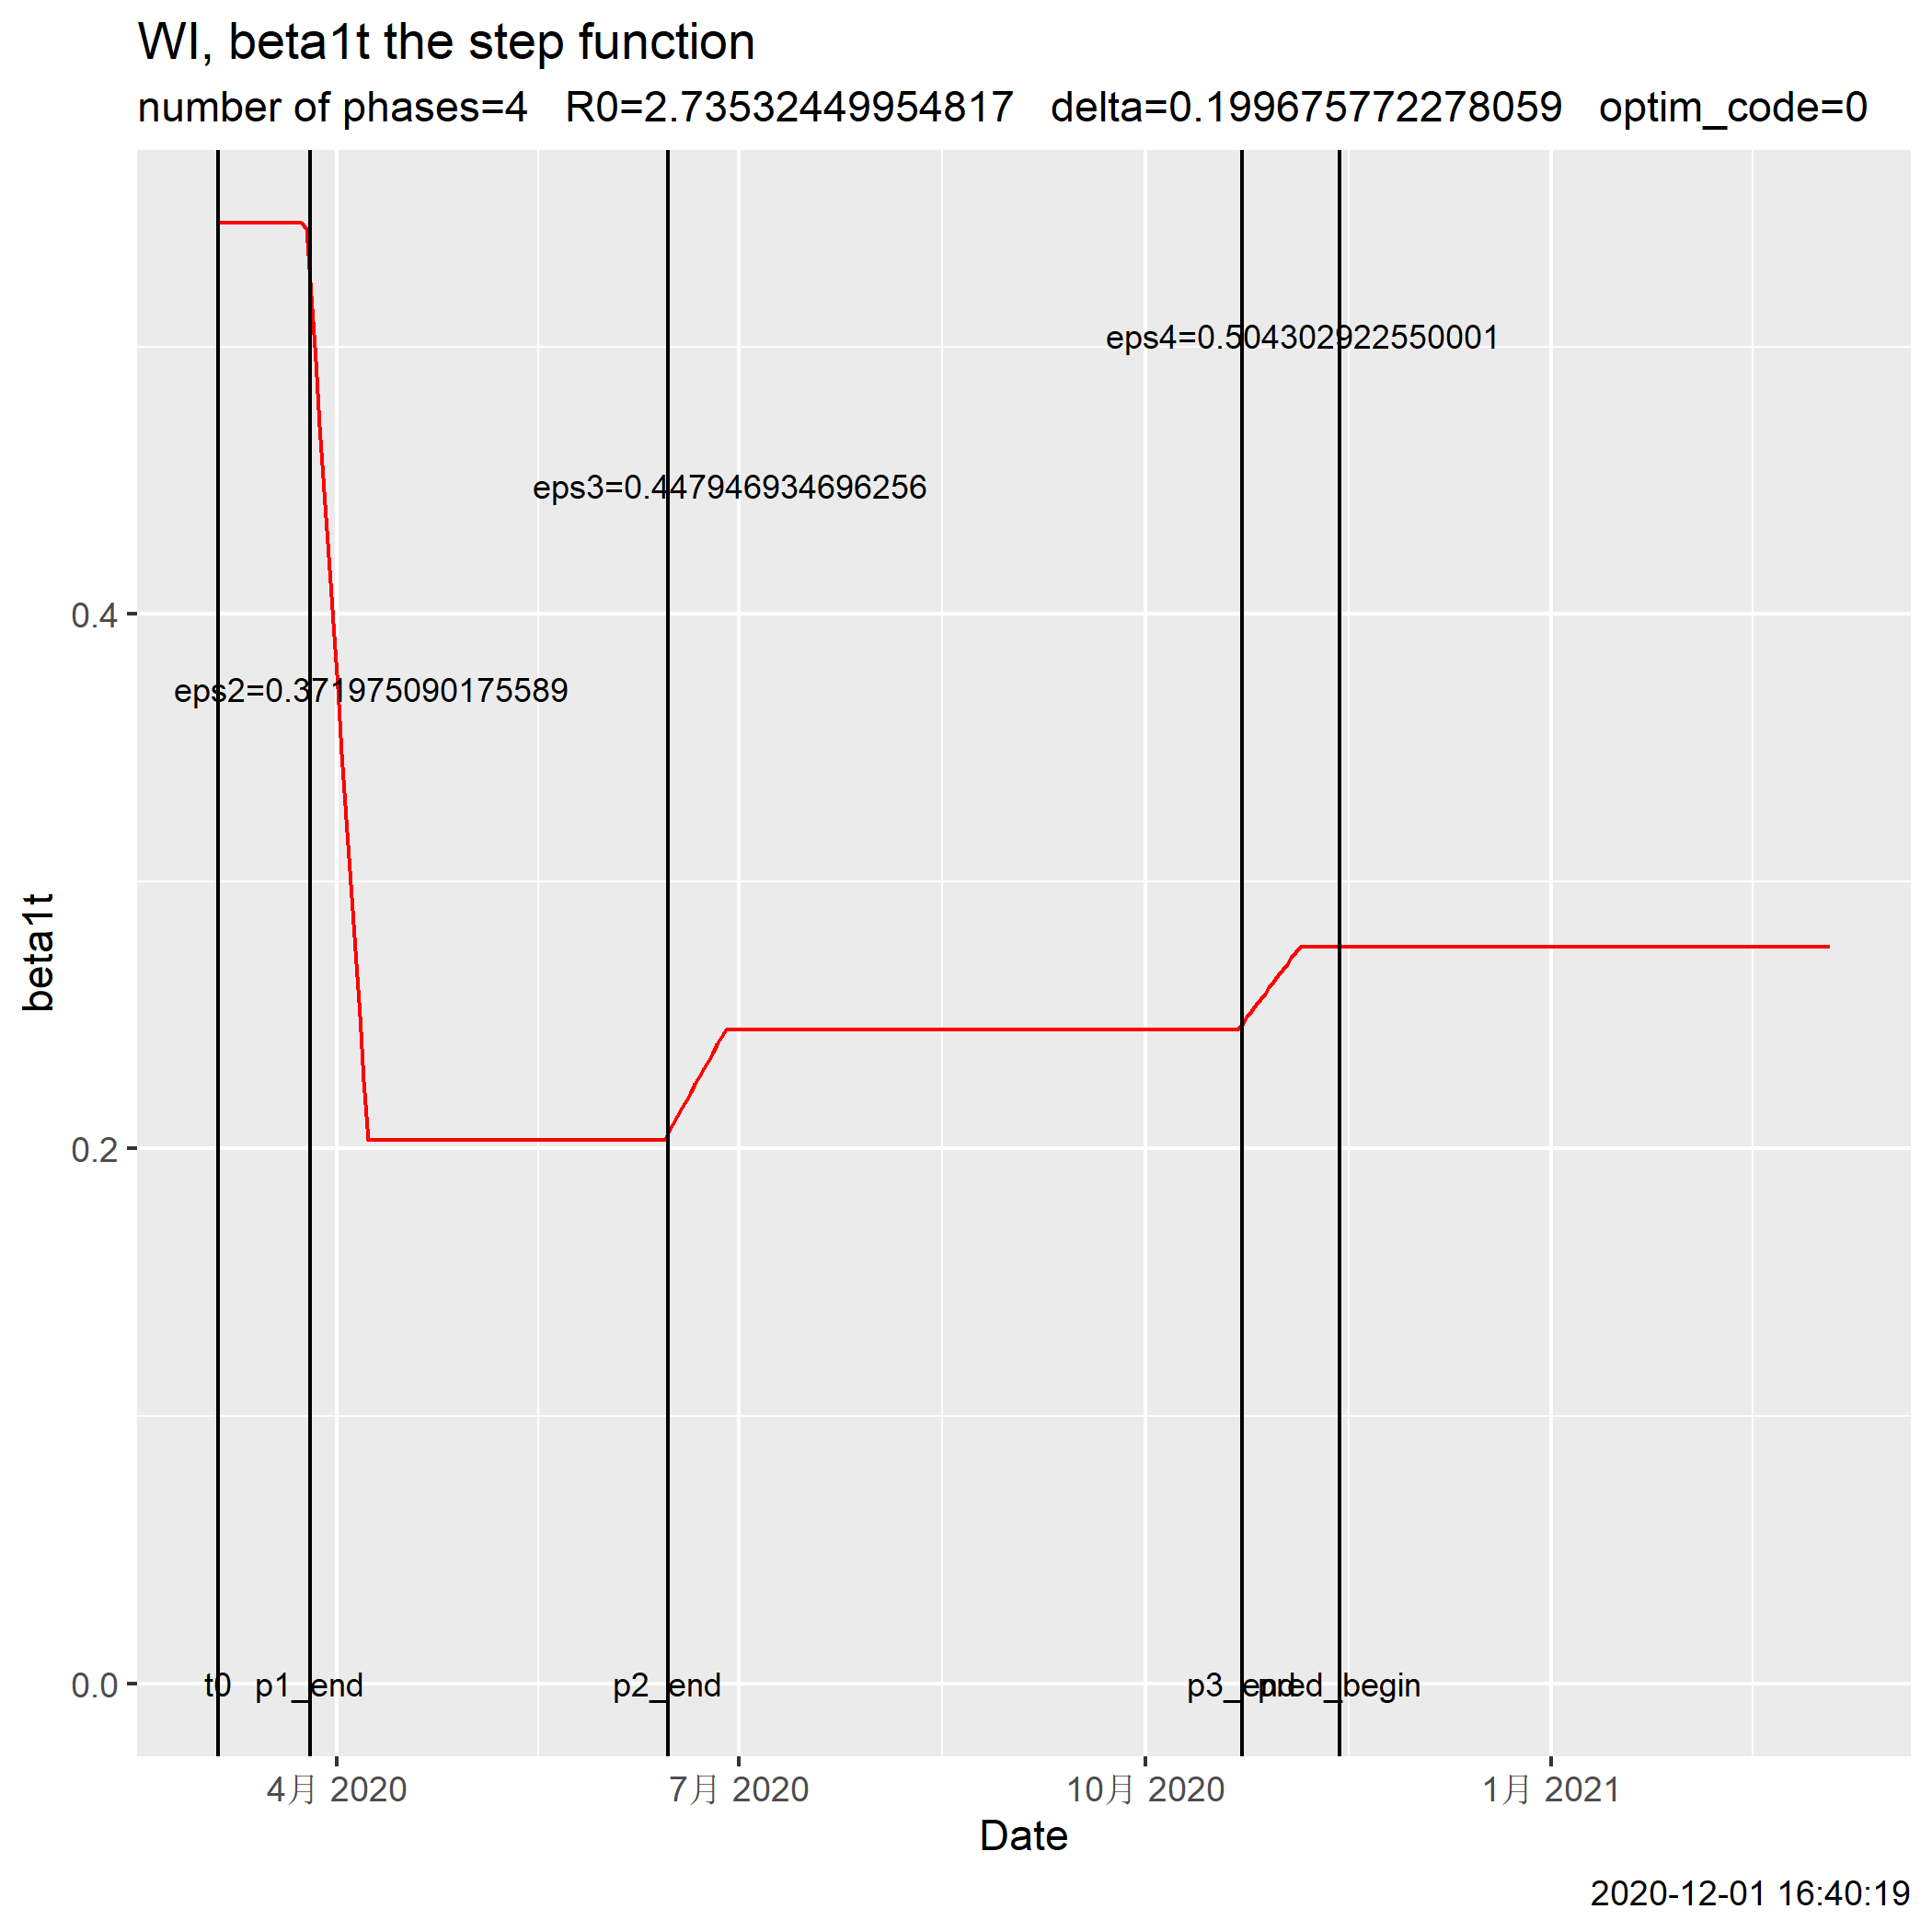 WI, beta1t the step function
number of phases=4   R0=2.73532449954817   delta=0.199675772278059   optim_code=0
eps4=0.504302922550001
eps3=0.447946934696256
0.4
eps2=0.371975090175589
beta1t
0.2
0.0
t0
p1_end
p2_end
p3_end
pred_begin
4月 2020
7月 2020
10月 2020
1月 2021
Date
2020-12-01 16:40:19